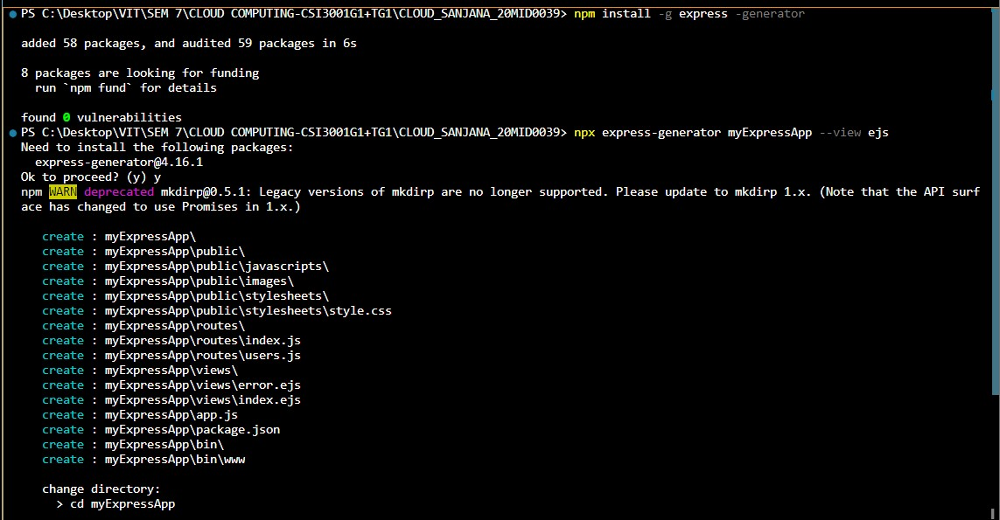 PS C:\Desktop\VIT\SEM 7\CLOUD COMPUTING-CSI3001G1+TG1\CLOUD_SANJANA_20MID0039> npm install -g express -generator
added 58 packages, and audited 59 packages in 6s
8 packages are looking for funding
run `npm fund` for details
found 0 vulnerabilities
PS C:\Desktop\VIT\SEM 7\CLOUD COMPUTING-CSI3001G1+TG1\CLOUD_SANJANA_20MID0039> npx express-generator myExpressApp --view ejs
Need to install the following packages:
express-generator@4.16.1
Ok to proceed? (y) y
npm WARN deprecated mkdirp@0.5.1: Legacy versions of mkdirp are no longer supported. Please update to mkdirp 1.x. (Note that the API surf
ace has changed to use Promises in 1.x.)
create : myExpressApp\
create : myExpressApp\public\
create : myExpressApp\public\javascripts\
create : myExpressApp\public\images\
create : myExpressApp\public\stylesheets\
create : myExpressApp\public\stylesheets\style.css
create : myExpressApp\routes\
create : myExpressApp\routes\index.js
create : myExpressApp\routes\users.js
create : myExpressApp\views\
create : myExpressApp\views\error.ejs
create : myExpressApp\views\index.ejs
create : myExpressApp\app.js
create : myExpressApp\package.json
create : myExpressApp\bin\
create : myExpressApp\bin\www
change directory:
> cd myExpressApp